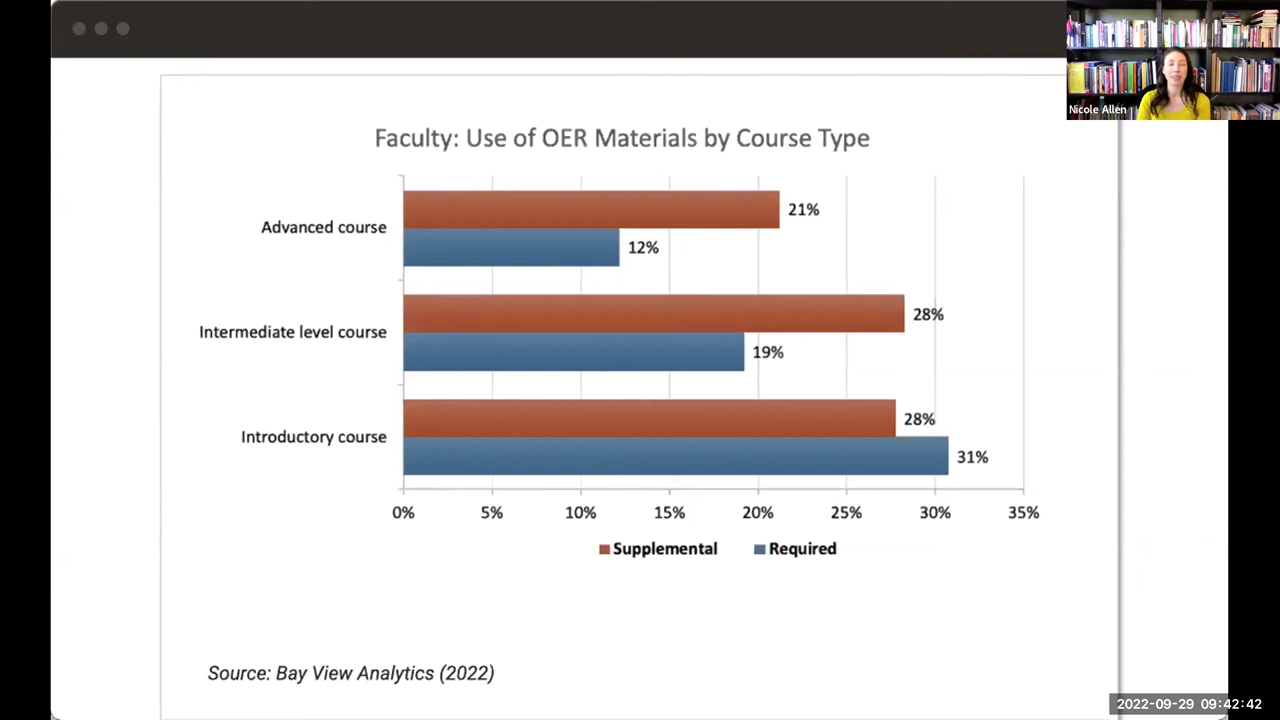 Nicole Allen
Faculty: Use of OER Materials by Course Type
Advanced course
21%
12%
Intermediate level course
28%
19%
Introductory course
28%
31%
0% 5% 10% 15% 20% 25% 30% 35%
Supplemental Required
Source: Bay View Analytics (2022)
2022-09-29 09:42:42